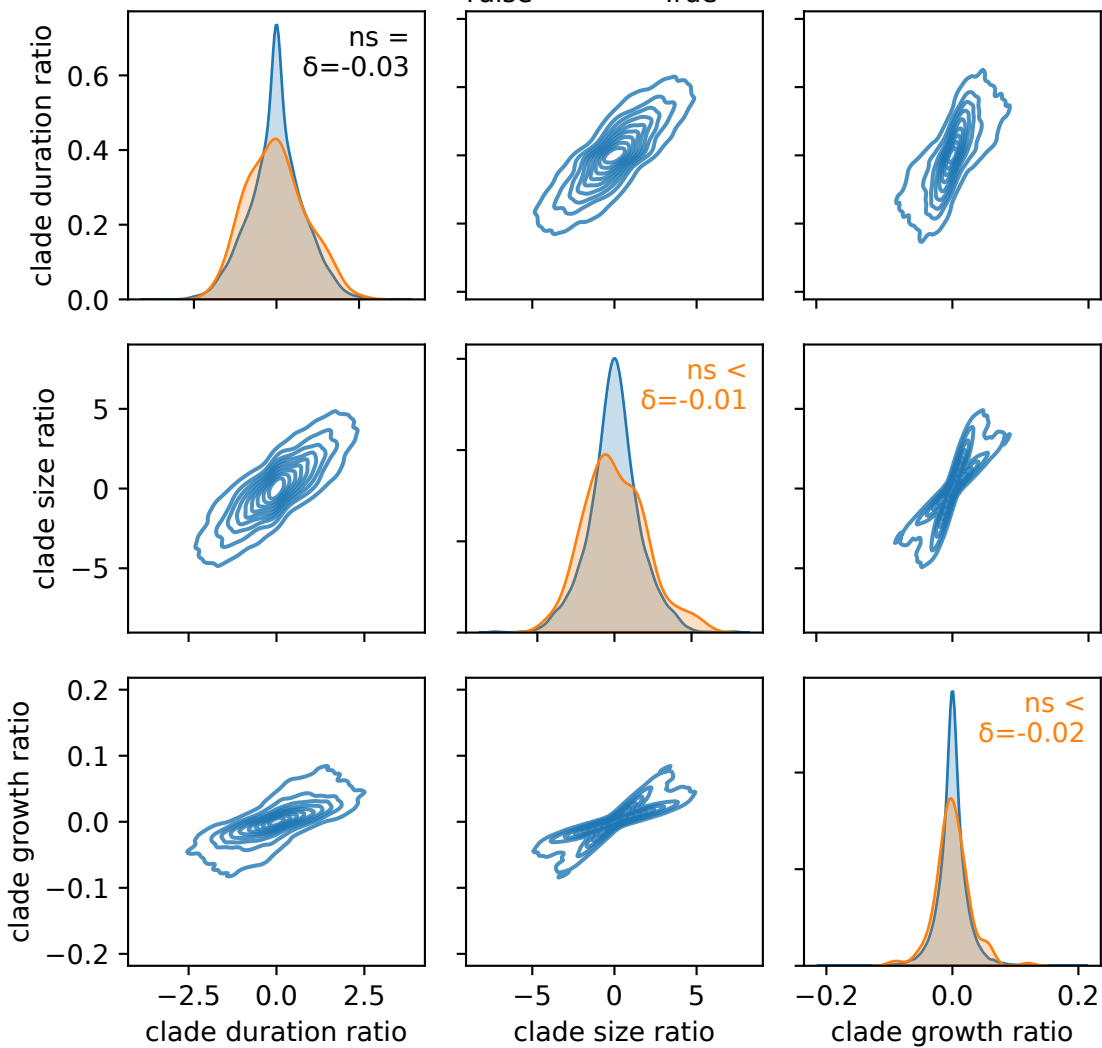 ns =
δ=-0.03
clade duration ratio
0.6
0.4
0.2
0.0
ns <
δ=-0.01
clade size ratio
5
0
−5
ns <
δ=-0.02
clade growth ratio
0.2
0.1
0.0
−0.1
−0.2
−2.5 0.0 2.5
−5 0 5
−0.2 0.0 0.2
clade duration ratio
clade size ratio
clade growth ratio